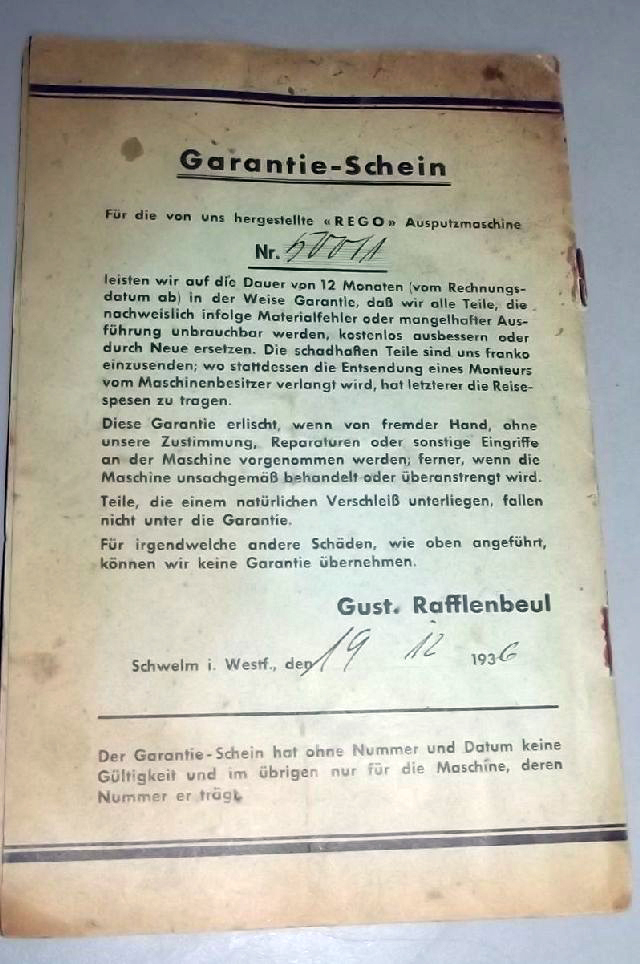 Garantie-Schein
Für die von uns hergestellte «REGO» Ausputzmaschine
Nr. 50011
leisten wir auf die Dauer von 12 Monaten (vom Rechnungs-
datum ab) in der Weise Garantie, daß wir alle Teile, die
nachweislich infolge Materialfehler oder mangelhafter Aus-
führung unbrauchbar werden, kostenlos ausbessern oder
durch Neue ersetzen. Die schadhaften Teile sind uns franko
einzusenden; wo stattdessen die Entsendung eines Monteurs
vom Maschinenbesitzer verlangt wird, hat letzterer die Reise-
spesen zu tragen.
Diese Garantie erlischt, wenn von fremder Hand, ohne
unsere Zustimmung, Reparaturen oder sonstige Eingriffe
an der Maschine vorgenommen werden; ferner, wenn die
Maschine unsachgemäß behandelt oder überanstrengt wird.
Teile, die einem natürlichen Verschleiß unterliegen, fallen
nicht unter die Garantie.
Für irgendwelche andere Schäden, wie oben angeführt,
können wir keine Garantie übernehmen.
Gust. Rafflenbeul
Schwelm i. Westf., den 19 12 1936
Der Garantie-Schein hat ohne Nummer und Datum keine
Gültigkeit und im übrigen nur für die Maschine, deren
Nummer er trägt.